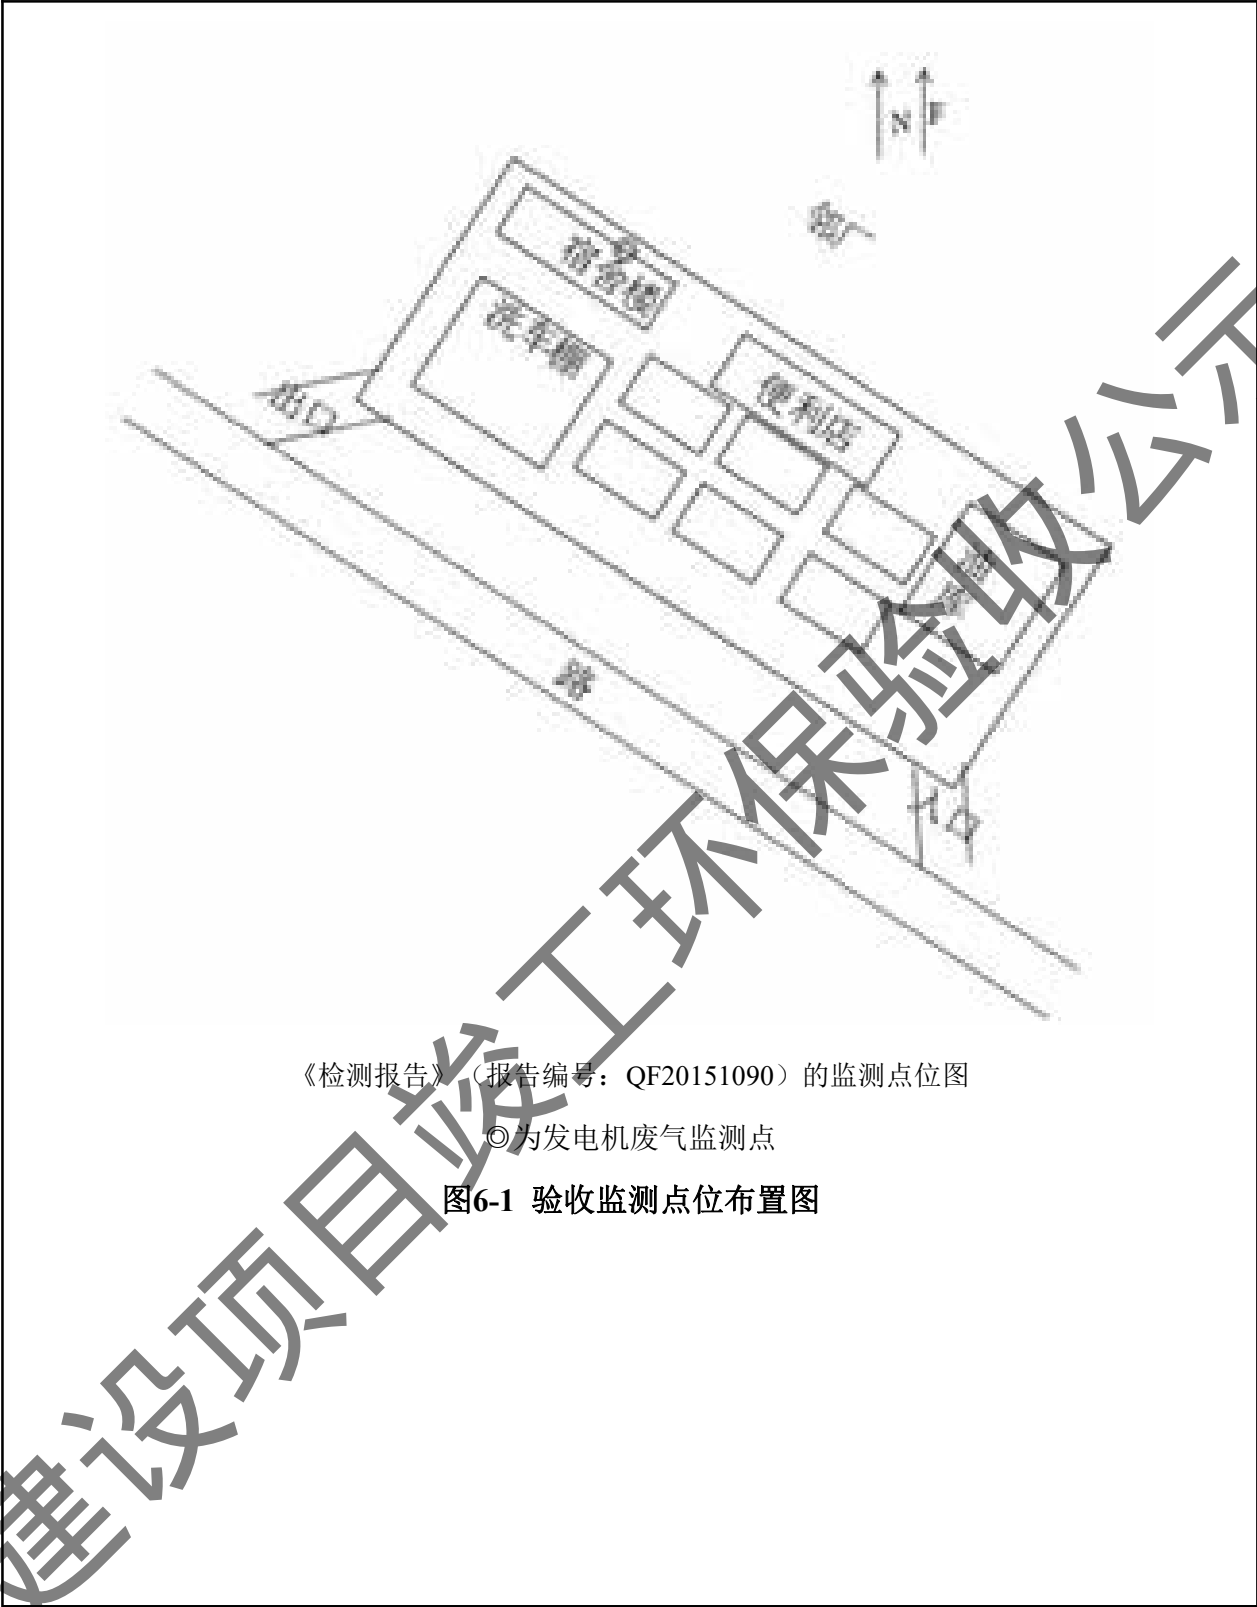 N F
宿舍楼
洗车棚
便利店
出口
路
入口
《检测报告》（报告编号：QF20151090）的监测点位图
◎为发电机废气监测点
图6-1 验收监测点位布置图
建设项目竣工环保验收公示